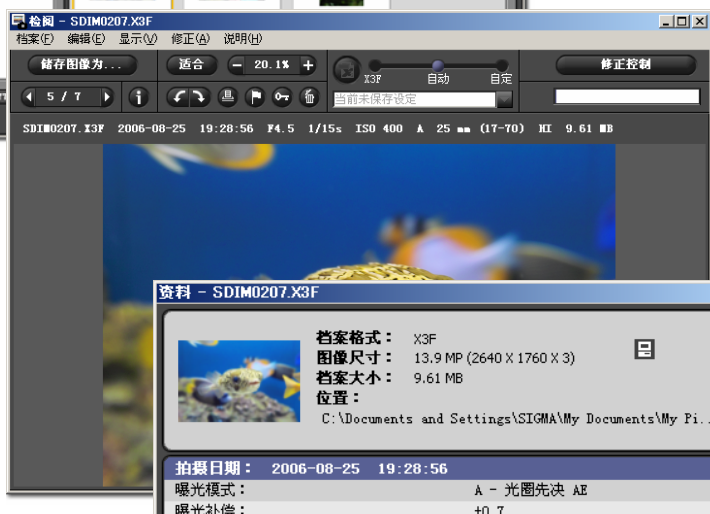 检阅 - SDIM0207.X3F
档案(F) 编辑(E) 显示(V) 修正(A) 说明(H)
储存图像为... 适合 - 20.1% + X3F 自动 自定 修正控制
5 / 7 当前未保存设定
SDIM0207.X3F 2006-08-25 19:28:56 F4.5 1/15s ISO 400 A 25 mm (17-70) HI 9.61 MB
资料 - SDIM0207.X3F
档案格式： X3F
图像尺寸： 13.9 MP (2640 X 1760 X 3)
档案大小： 9.61 MB
位置：
C:\Documents and Settings\SIGMA\My Documents\My Pi..
拍摄日期： 2006-08-25 19:28:56
曝光模式： A - 光圈先决 AE
曝光补偿： +0.7